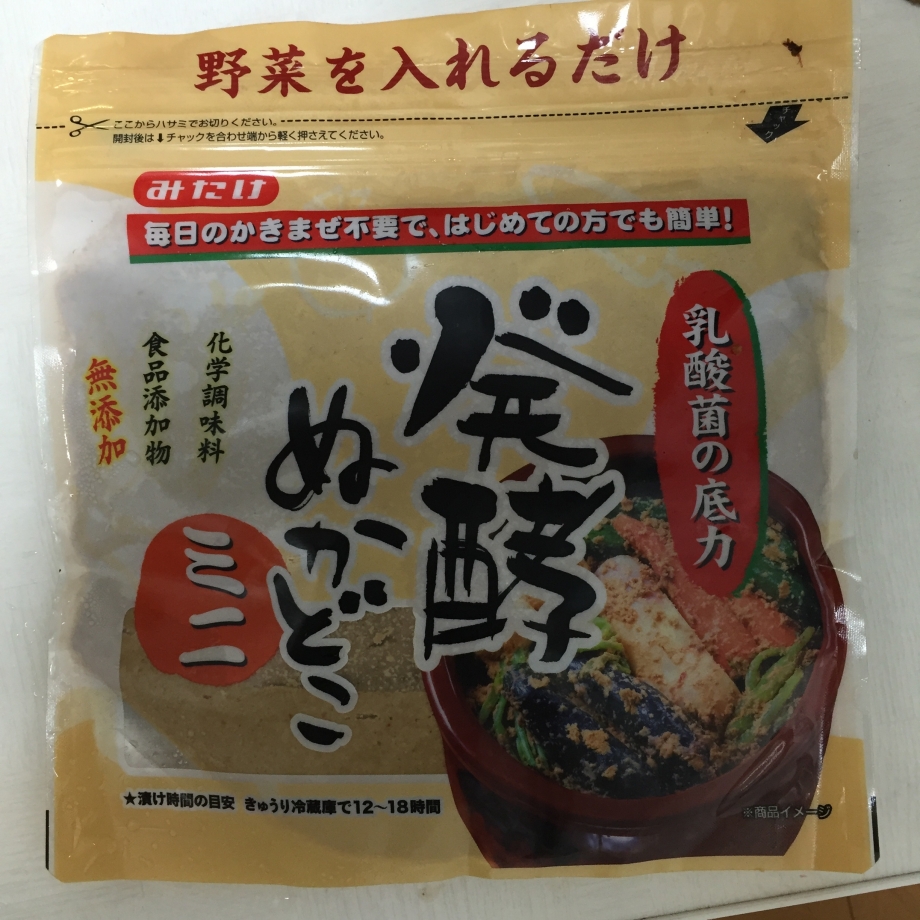 野菜を入れるだけ
ここからハサミでお切りください。
開封後は⬇チャックを合わせ端から軽く押さえてください。
チャック
みたけ
毎日のかきまぜ不要で、はじめての方でも簡単!
乳酸菌の底力
発酵
ぬかどこ
ミニ
化学調味料
食品添加物
無添加
★漬け時間の目安 きゅうり冷蔵庫で12~18時間
※商品イメージ